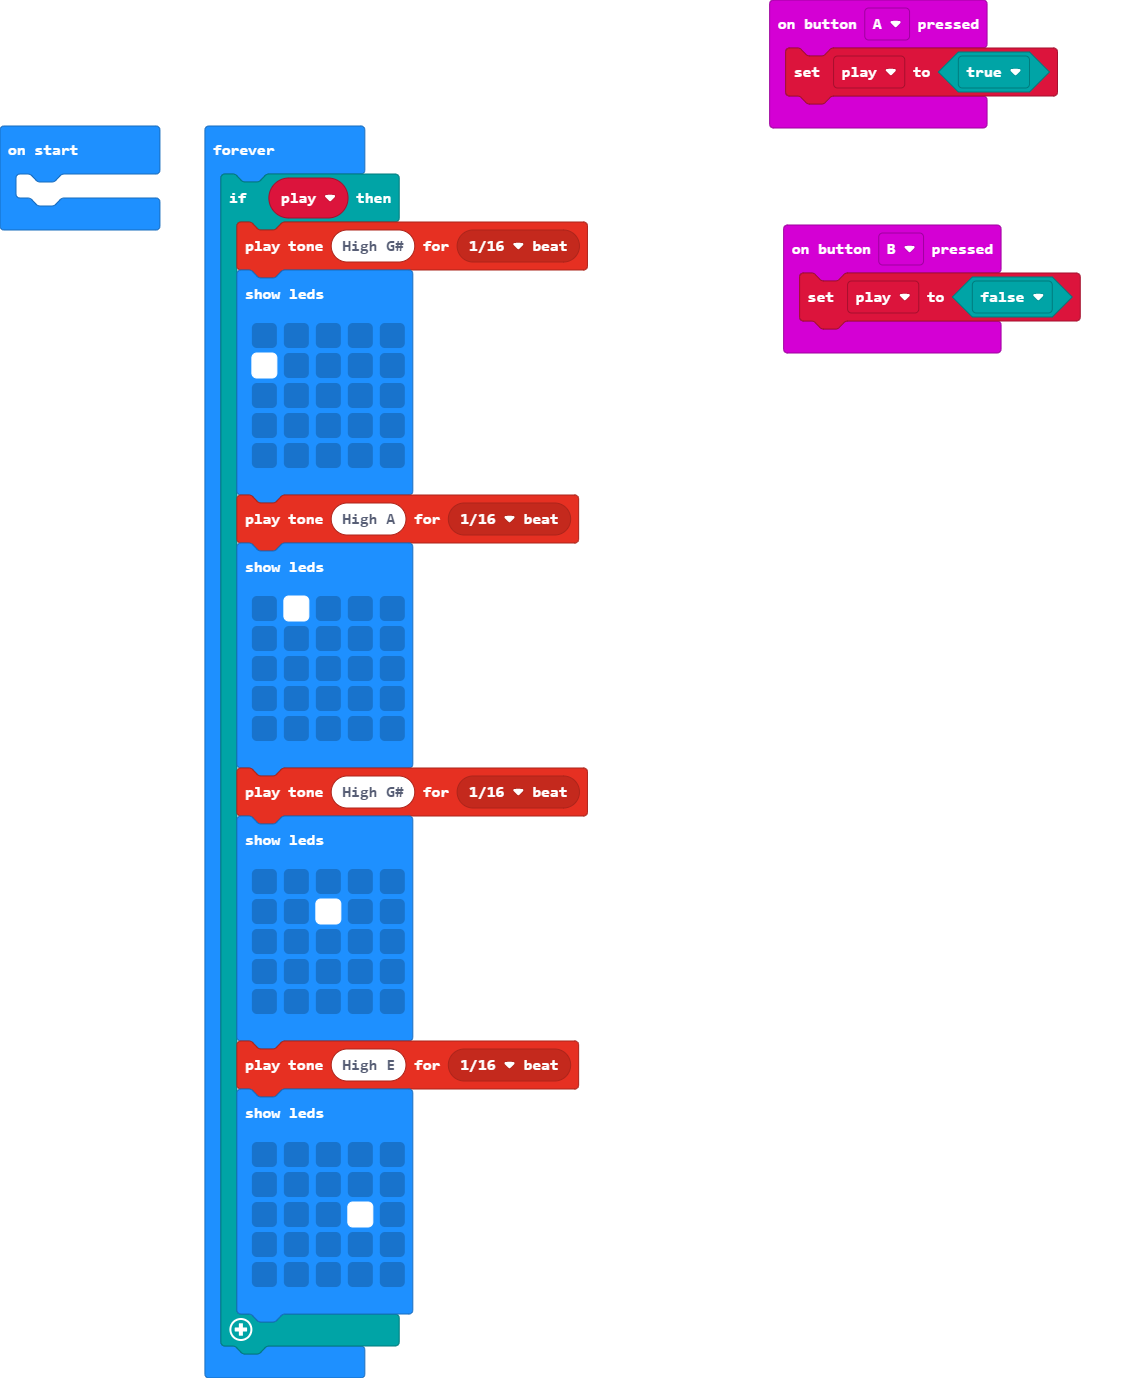 on start
forever
if play then
play tone High G# for 1/16 beat
show leds
play tone High A for 1/16 beat
show leds
play tone High G# for 1/16 beat
show leds
play tone High E for 1/16 beat
show leds
on button A pressed
set play to true
on button B pressed
set play to false